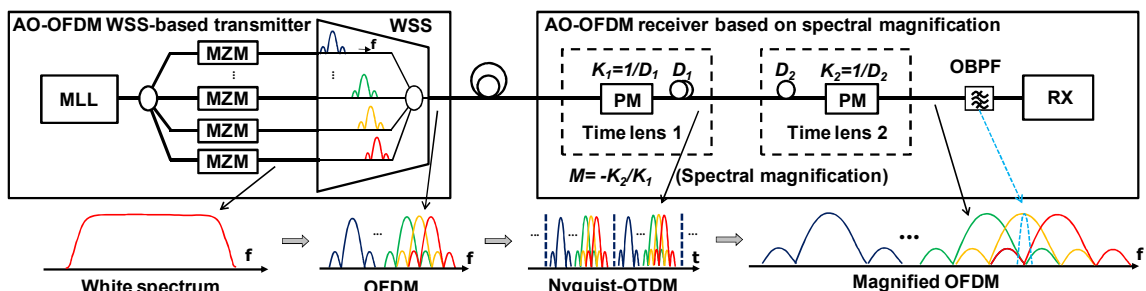 AO-OFDM WSS-based transmitter
WSS
AO-OFDM receiver based on spectral magnification
MZM
f
K1=1/D1
D1
D2
K2=1/D2
OBPF
MLL
MZM
PM
PM
RX
MZM
Time lens 1
Time lens 2
MZM
M= -K2/K1 (Spectral magnification)
...
...
...
...
...
...
f
f
t
f
White spectrum
OFDM
Nyquist-OTDM
Magnified OFDM